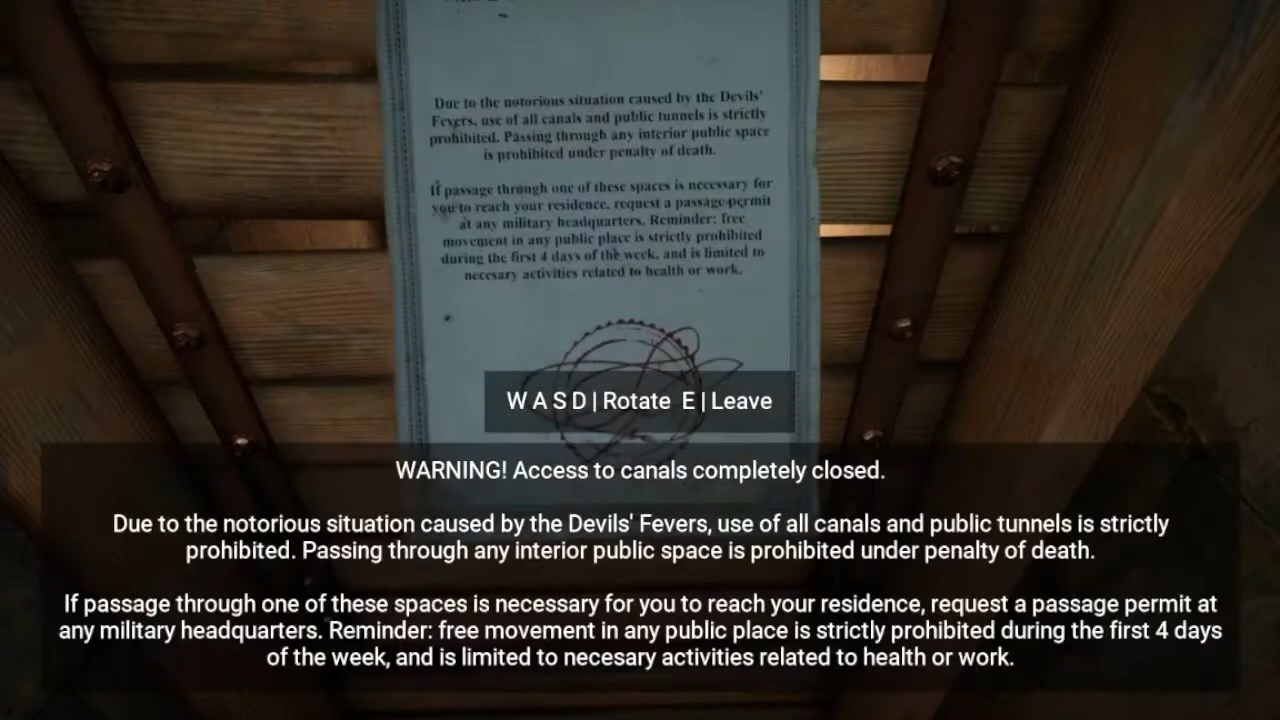 Due to the notorious situation caused by the Devils'
Fevers, use of all canals and public tunnels is strictly
prohibited. Passing through any interior public space
is prohibited under penalty of death.
If passage through one of these spaces is necessary for
you to reach your residence, request a passage permit
at any military headquarters. Reminder: free
movement in any public place is strictly prohibited
during the first 4 days of the week, and is limited to
necesary activities related to health or work.
W A S D | Rotate E | Leave
WARNING! Access to canals completely closed.
Due to the notorious situation caused by the Devils' Fevers, use of all canals and public tunnels is strictly
prohibited. Passing through any interior public space is prohibited under penalty of death.
If passage through one of these spaces is necessary for you to reach your residence, request a passage permit at
any military headquarters. Reminder: free movement in any public place is strictly prohibited during the first 4 days
of the week, and is limited to necesary activities related to health or work.